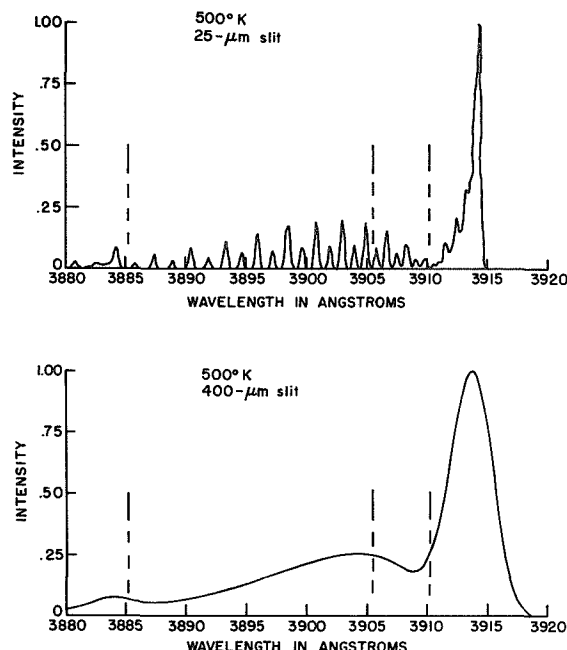 500° K
25-μm slit
1.00
.75
.50
.25
0
INTENSITY
3880 3885 3890 3895 3900 3905 3910 3915 3920
WAVELENGTH IN ANGSTROMS
500° K
400-μm slit
1.00
.75
.50
.25
0
INTENSITY
3880 3885 3890 3895 3900 3905 3910 3915 3920
WAVELENGTH IN ANGSTROMS